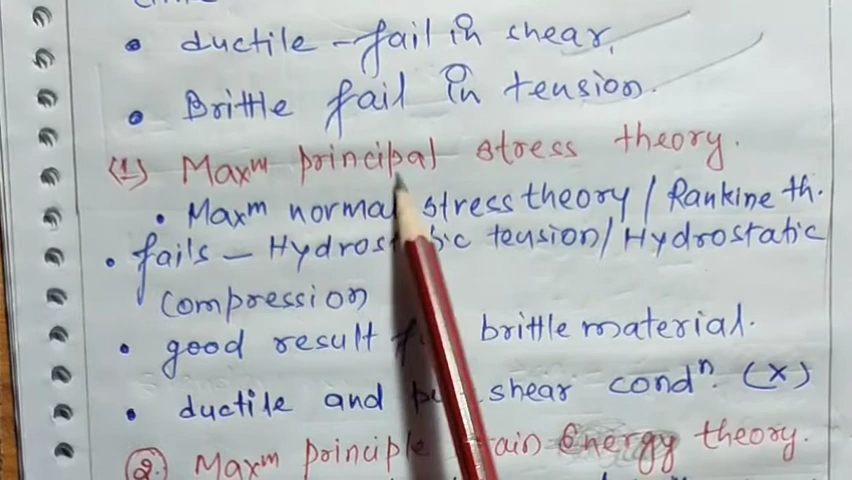 • ductile - fail in shear.
• Brittle fail in tension.
(1) Maxᵐ principal stress theory.
• Maxᵐ normal stress theory / Rankine th.
• fails - Hydrostatic tension / Hydrostatic
compression
• good result brittle material.
• ductile and shear condⁿ. (x)
2. Maxᵐ principle energy theory.